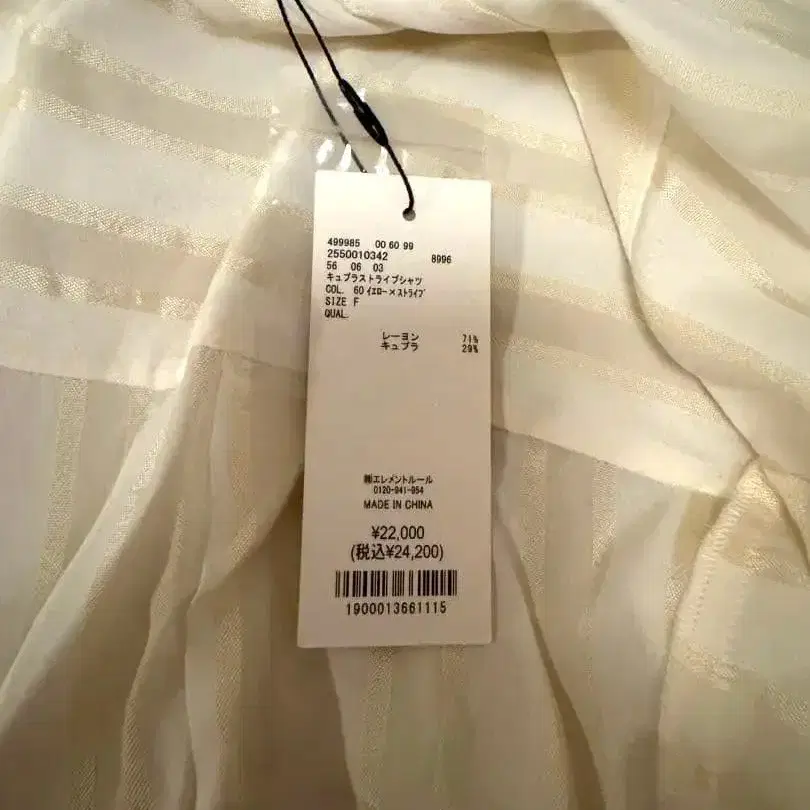 499985 00 60 99
2550010342 8996
56 06 03
キュプラストライプシャツ
COL. 60 ｲｴﾛｰ×ｽﾄﾗｲﾌﾟ
SIZE F
QUAL.
レーヨン 71%
キュプラ 29%
㈱エレメントルール
0120-941-954
MADE IN CHINA
¥22,000
(税込¥24,200)
1900013661115